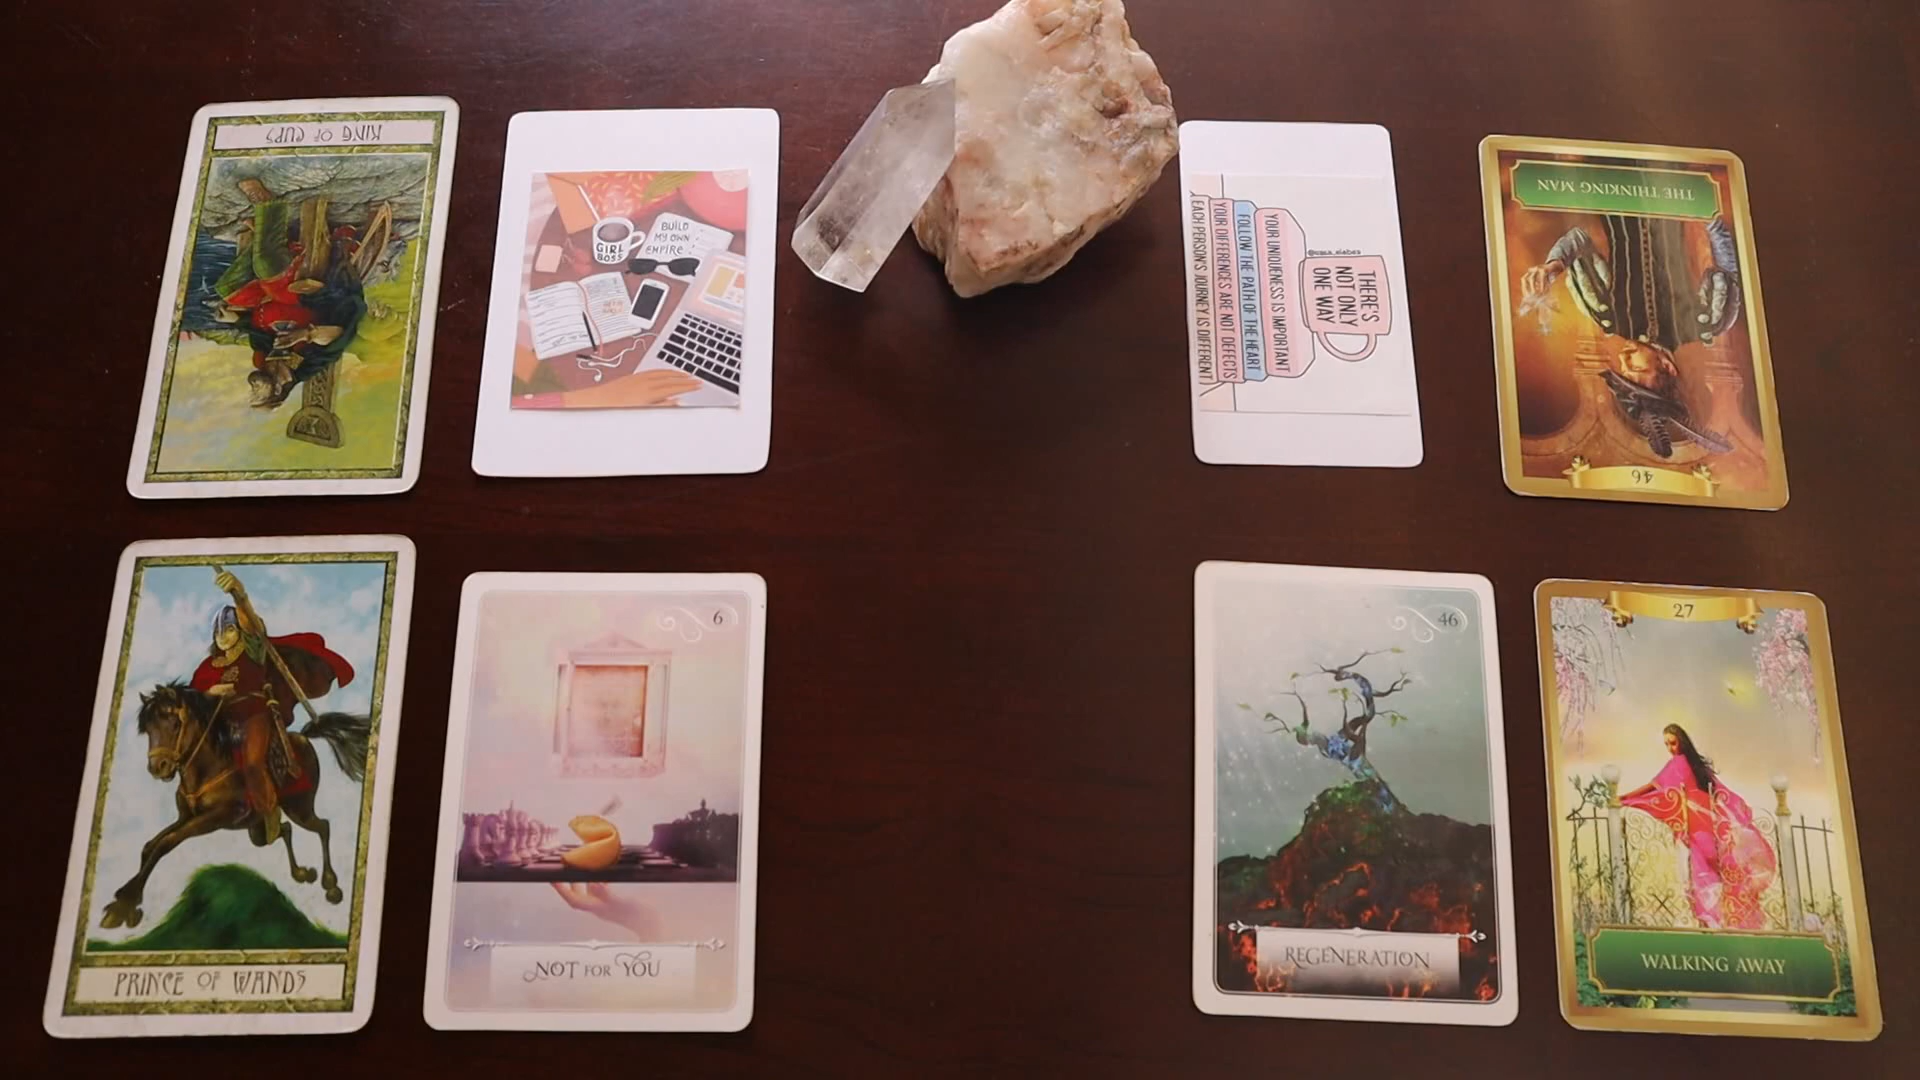 KING OF CUPS
GIRL
BOSS
BUILD
MY OWN
EMPIRE
@casa_slebes
THERE'S
NOT ONLY
ONE WAY
YOUR UNIQUENESS IS IMPORTANT
FOLLOW THE PATH OF THE HEART
YOUR DIFFERENCES ARE NOT DEFECTS
EACH PERSON'S JOURNEY IS DIFFERENT
THE THINKING MAN
46
PRINCE OF WANDS
6
NOT FOR YOU
46
REGENERATION
27
WALKING AWAY